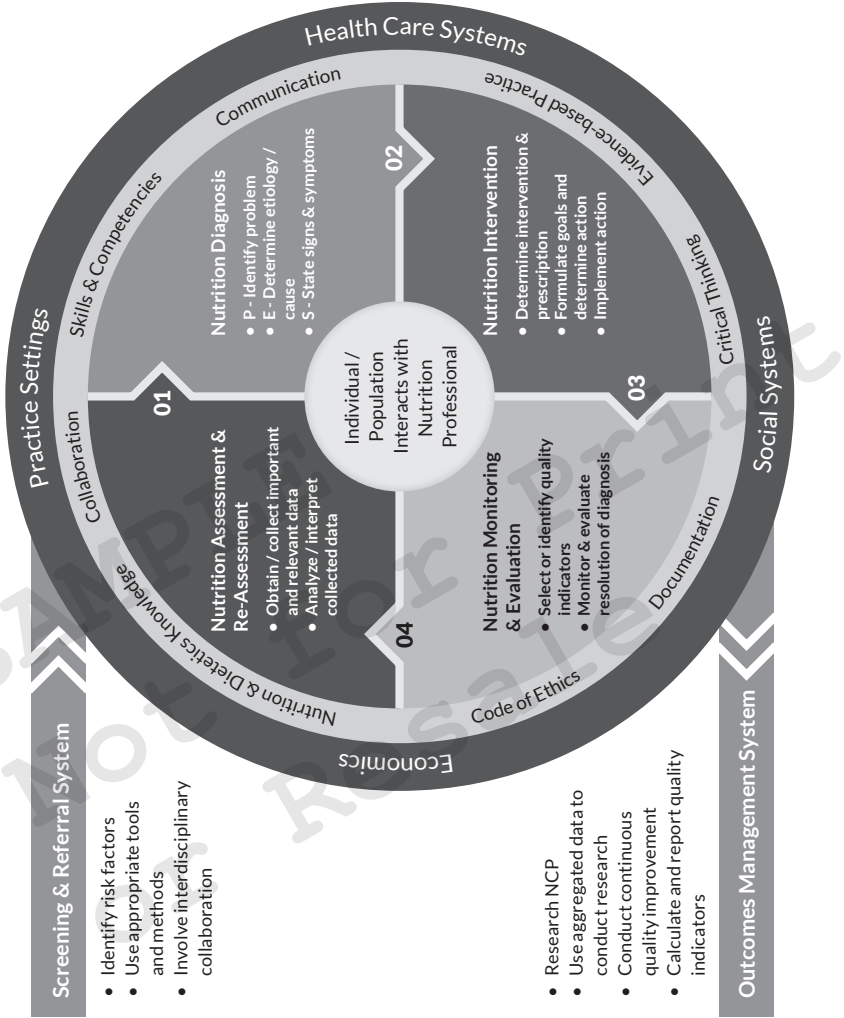 Screening & Referral System
• Identify risk factors
• Use appropriate tools
and methods
• Involve interdisciplinary
collaboration
Practice Settings
Health Care Systems
Social Systems
Economics
Nutrition & Dietetics Knowledge
Collaboration
Skills & Competencies
Communication
Evidence-based Practice
Critical Thinking
Documentation
Code of Ethics
Individual /
Population
Interacts with
Nutrition
Professional
01
Nutrition Assessment &
Re-Assessment
• Obtain / collect important
and relevant data
• Analyze / interpret
collected data
02
Nutrition Diagnosis
• P - Identify problem
• E - Determine etiology /
cause
• S - State signs & symptoms
03
Nutrition Intervention
• Determine intervention &
prescription
• Formulate goals and
determine action
• Implement action
04
Nutrition Monitoring
& Evaluation
• Select or identify quality
indicators
• Monitor & evaluate
resolution of diagnosis
• Research NCP
• Use aggregated data to
conduct research
• Conduct continuous
quality improvement
• Calculate and report quality
indicators
Outcomes Management System
SAMPLE
Not for Print
or Resale